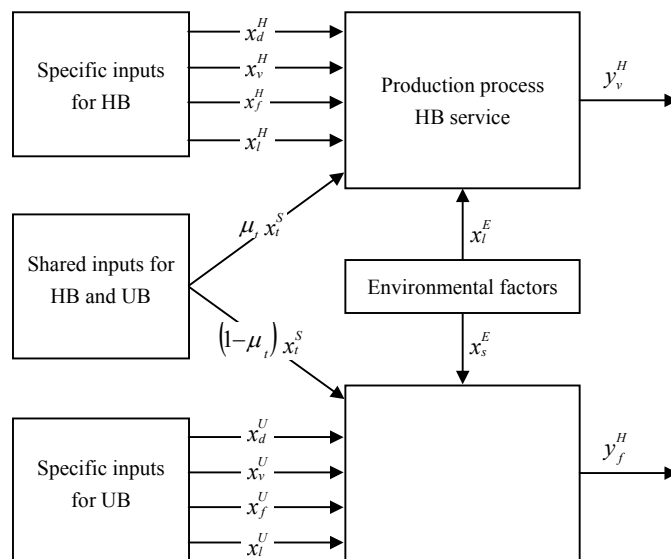 Specific inputs
for HB
x_d^H
x_v^H
x_f^H
x_l^H
Production process
HB service
y_v^H
Shared inputs for
HB and UB
μ_t x_t^S
(1−μ_t) x_t^S
x_l^E
Environmental factors
x_s^E
Specific inputs
for UB
x_d^U
x_v^U
x_f^U
x_l^U
y_f^H